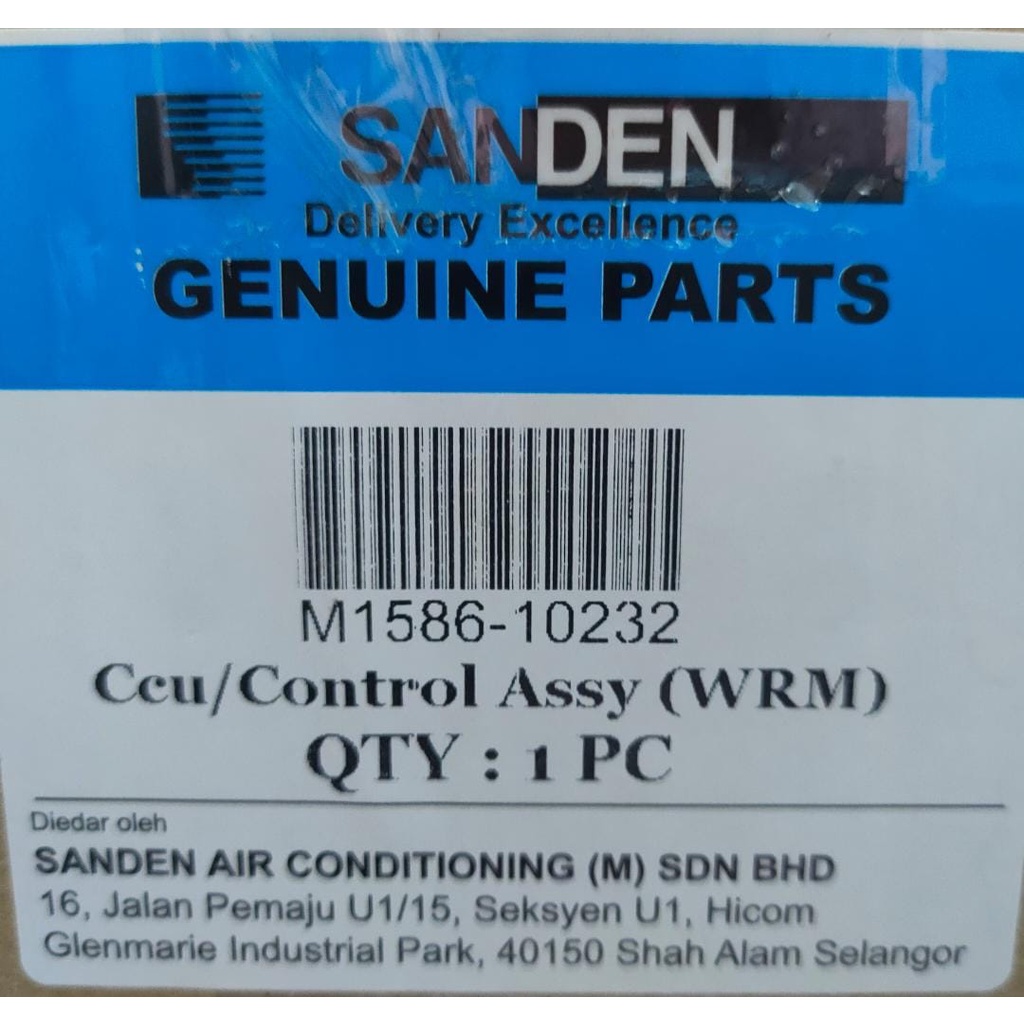 SANDEN
Delivery Excellence
GENUINE PARTS
M1586-10232
Ccu/Control Assy (WRM)
QTY : 1 PC
Diedar oleh
SANDEN AIR CONDITIONING (M) SDN BHD
16, Jalan Pemaju U1/15, Seksyen U1, Hicom
Glenmarie Industrial Park, 40150 Shah Alam Selangor